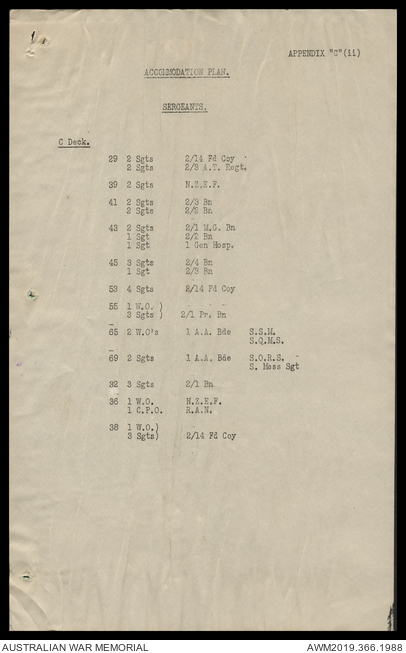 APPENDIX "C"(ii)
ACCOMMODATION PLAN.
SERGEANTS.
C Deck.
29 2 Sgts 2/14 Fd Coy
2 Sgts 2/3 A.T. Regt.
39 2 Sgts N.Z.E.F.
41 2 Sgts 2/3 Bn
2 Sgts 2/2 Bn
43 2 Sgts 2/1 M.G. Bn
1 Sgt 2/2 Bn
1 Sgt 1 Gen Hosp.
45 3 Sgts 2/4 Bn
1 Sgt 2/3 Bn
53 4 Sgts 2/14 Fd Coy
55 1 W.O. )
3 Sgts ) 2/1 Pr. Bn
65 2 W.O's 1 A.A. Bde S.S.M.
S.Q.M.S.
69 2 Sgts 1 A.A. Bde S.O.R.S.
S. Mess Sgt
32 3 Sgts 2/1 Bn
36 1 W.O. N.Z.E.F.
1 C.P.O. R.A.N.
38 1 W.O.)
3 Sgts) 2/14 Fd Coy
AUSTRALIAN WAR MEMORIAL AWM2019.366.1988